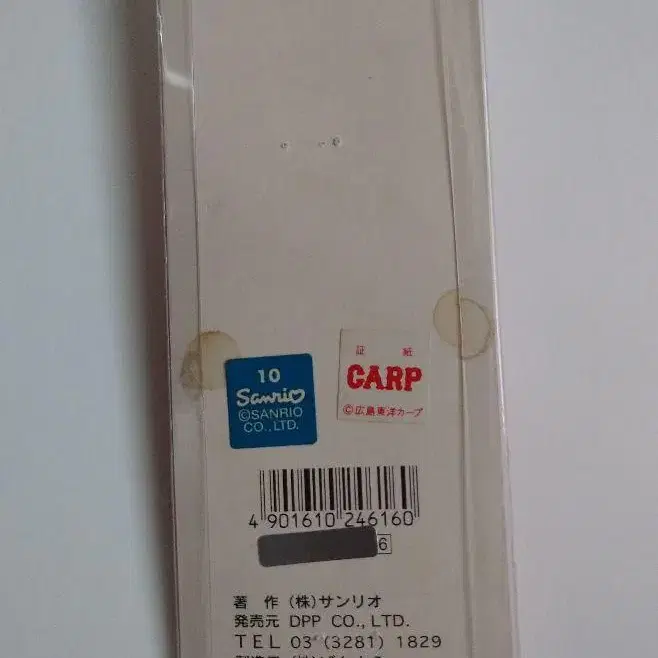 10
Sanrio
©SANRIO
CO., LTD.
証 紙
CARP
©広島東洋カープ
4 901610 246160
6
著 作 (株)サンリオ
発売元 DPP CO., LTD.
TEL 03 (3281) 1829